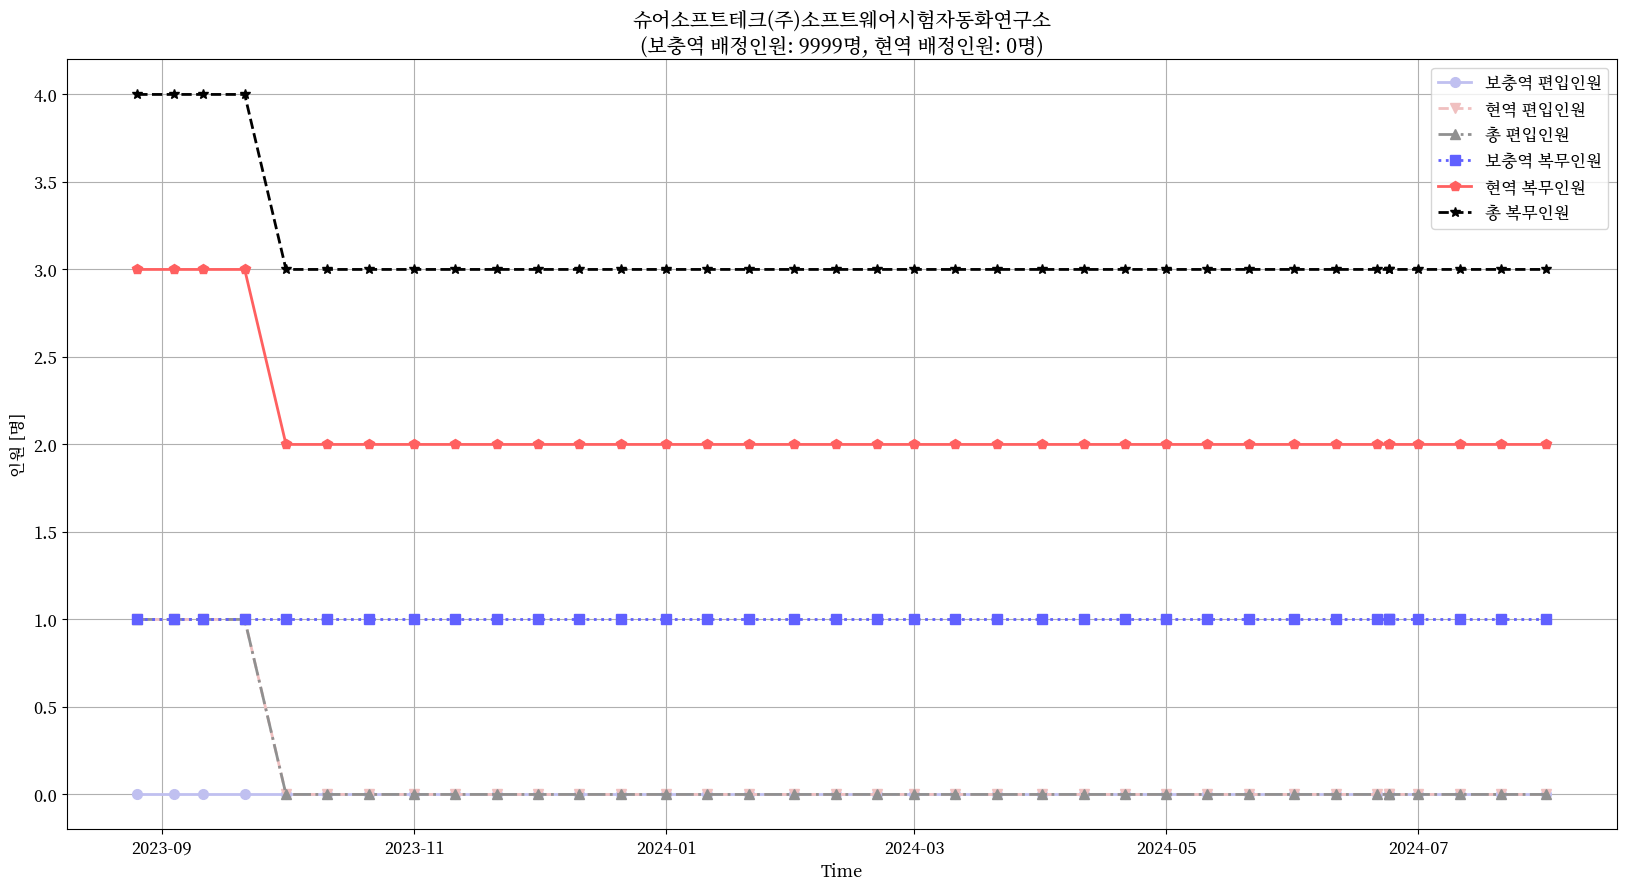 슈어소프트테크(주)소프트웨어시험자동화연구소
(보충역 배정인원: 9999명, 현역 배정인원: 0명)
보충역 편입인원
현역 편입인원
총 편입인원
보충역 복무인원
현역 복무인원
총 복무인원
인원 [명]
4.0
3.5
3.0
2.5
2.0
1.5
1.0
0.5
0.0
2023-09
2023-11
2024-01
2024-03
2024-05
2024-07
Time